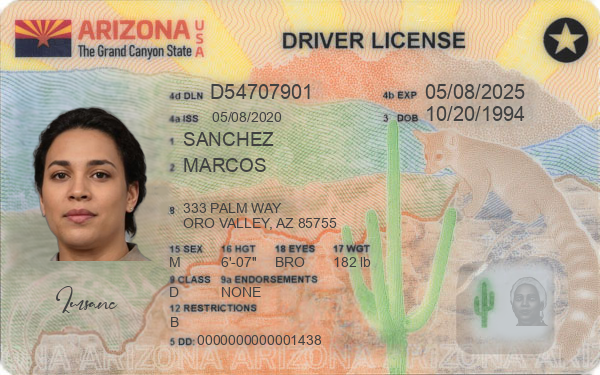 ARIZONA USA
The Grand Canyon State
DRIVER LICENSE
4d DLN D54707901
4b EXP 05/08/2025
4a ISS 05/08/2020
3 DOB 10/20/1994
1 SANCHEZ
2 MARCOS
8 333 PALM WAY
ORO VALLEY, AZ 85755
15 SEX 16 HGT 18 EYES 17 WGT
M 6'-07" BRO 182 lb
9 CLASS 9a ENDORSEMENTS
D NONE
12 RESTRICTIONS
B
5 DD: 0000000000001438
ARIZONA ARIZONA ARIZONA ARIZONA